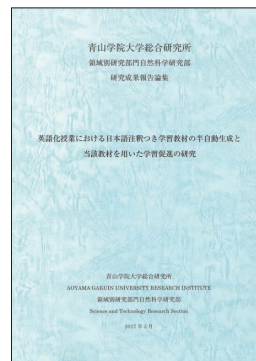 青山学院大学総合研究所
領域別研究部門自然科学研究部
研究成果報告論集
英語化授業における日本語注釈つき学習教材の半自動生成と
当該教材を用いた学習促進の研究
青山学院大学総合研究所
AOYAMA GAKUIN UNIVERSITY RESEARCH INSTITUTE
領域別研究部門自然科学研究部
Science and Technology Research Section
2017年3月